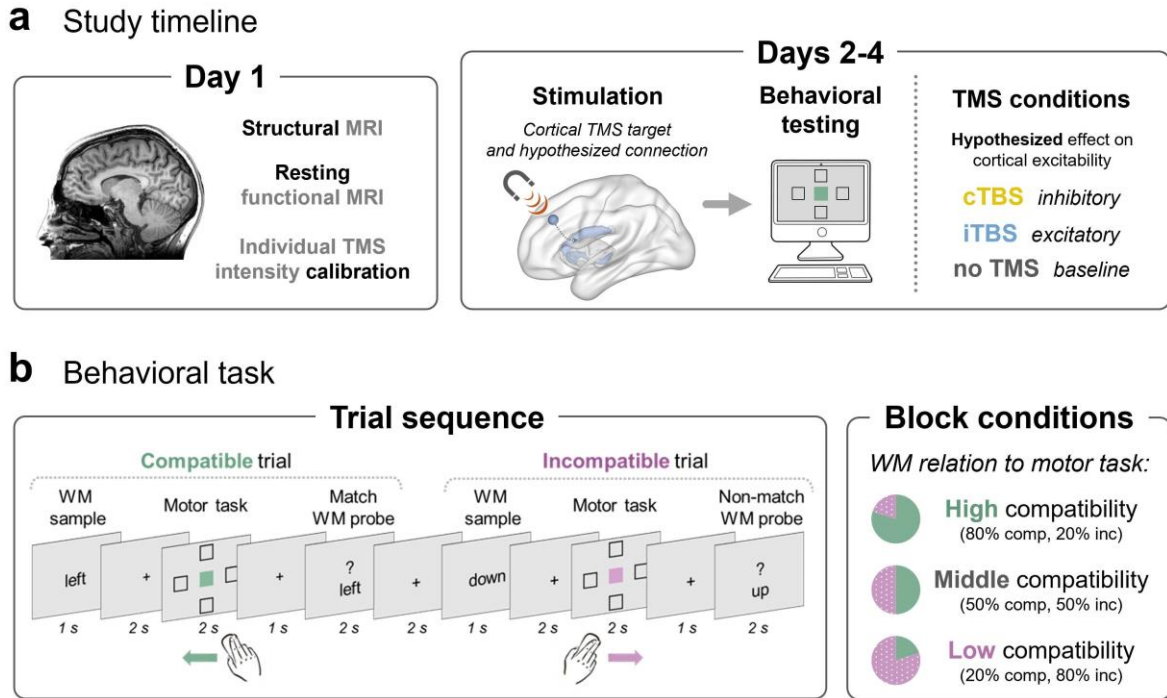 a Study timeline
Day 1
Structural MRI
Resting
functional MRI
Individual TMS
intensity calibration
Days 2-4
Stimulation
Cortical TMS target
and hypothesized connection
Behavioral
testing
TMS conditions
Hypothesized effect on
cortical excitability
cTBS inhibitory
iTBS excitatory
no TMS baseline
b Behavioral task
Trial sequence
Compatible trial
Incompatible trial
WM
sample
Motor task
Match
WM probe
WM
sample
Motor task
Non-match
WM probe
left
+
+
?
left
+
down
+
+
?
up
1 s
2 s
2 s
1 s
2 s
2 s
1 s
2 s
2 s
1 s
2 s
Block conditions
WM relation to motor task:
High compatibility
(80% comp, 20% inc)
Middle compatibility
(50% comp, 50% inc)
Low compatibility
(20% comp, 80% inc)